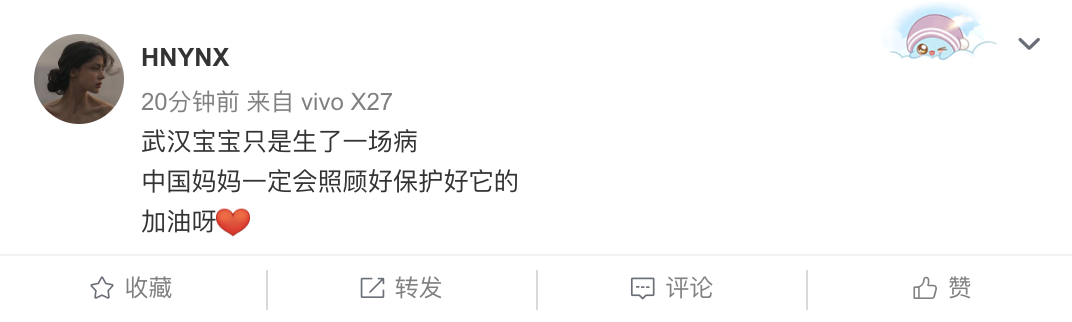 HNYNX
20分钟前 来自 vivo X27
武汉宝宝只是生了一场病
中国妈妈一定会照顾好保护好它的
加油呀❤️
收藏 转发 评论 赞